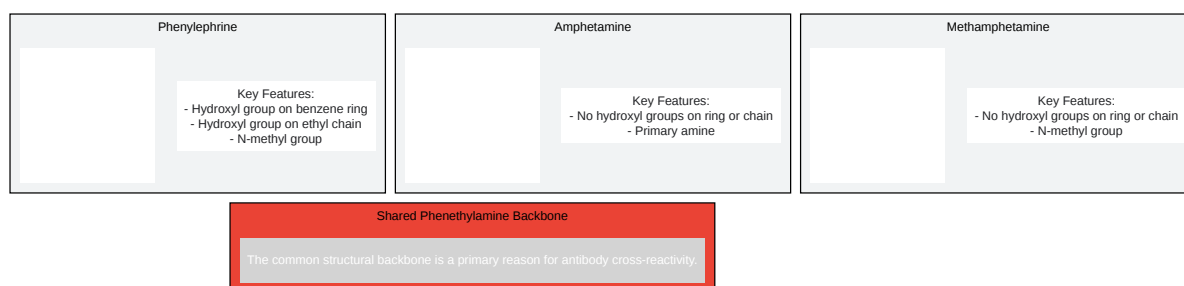 Phenylephrine
Key Features:
- Hydroxyl group on benzene ring
- Hydroxyl group on ethyl chain
- N-methyl group
Amphetamine
Key Features:
- No hydroxyl groups on ring or chain
- Primary amine
Methamphetamine
Key Features:
- No hydroxyl groups on ring or chain
- N-methyl group
Shared Phenethylamine Backbone
The common structural backbone is a primary reason for antibody cross-reactivity.